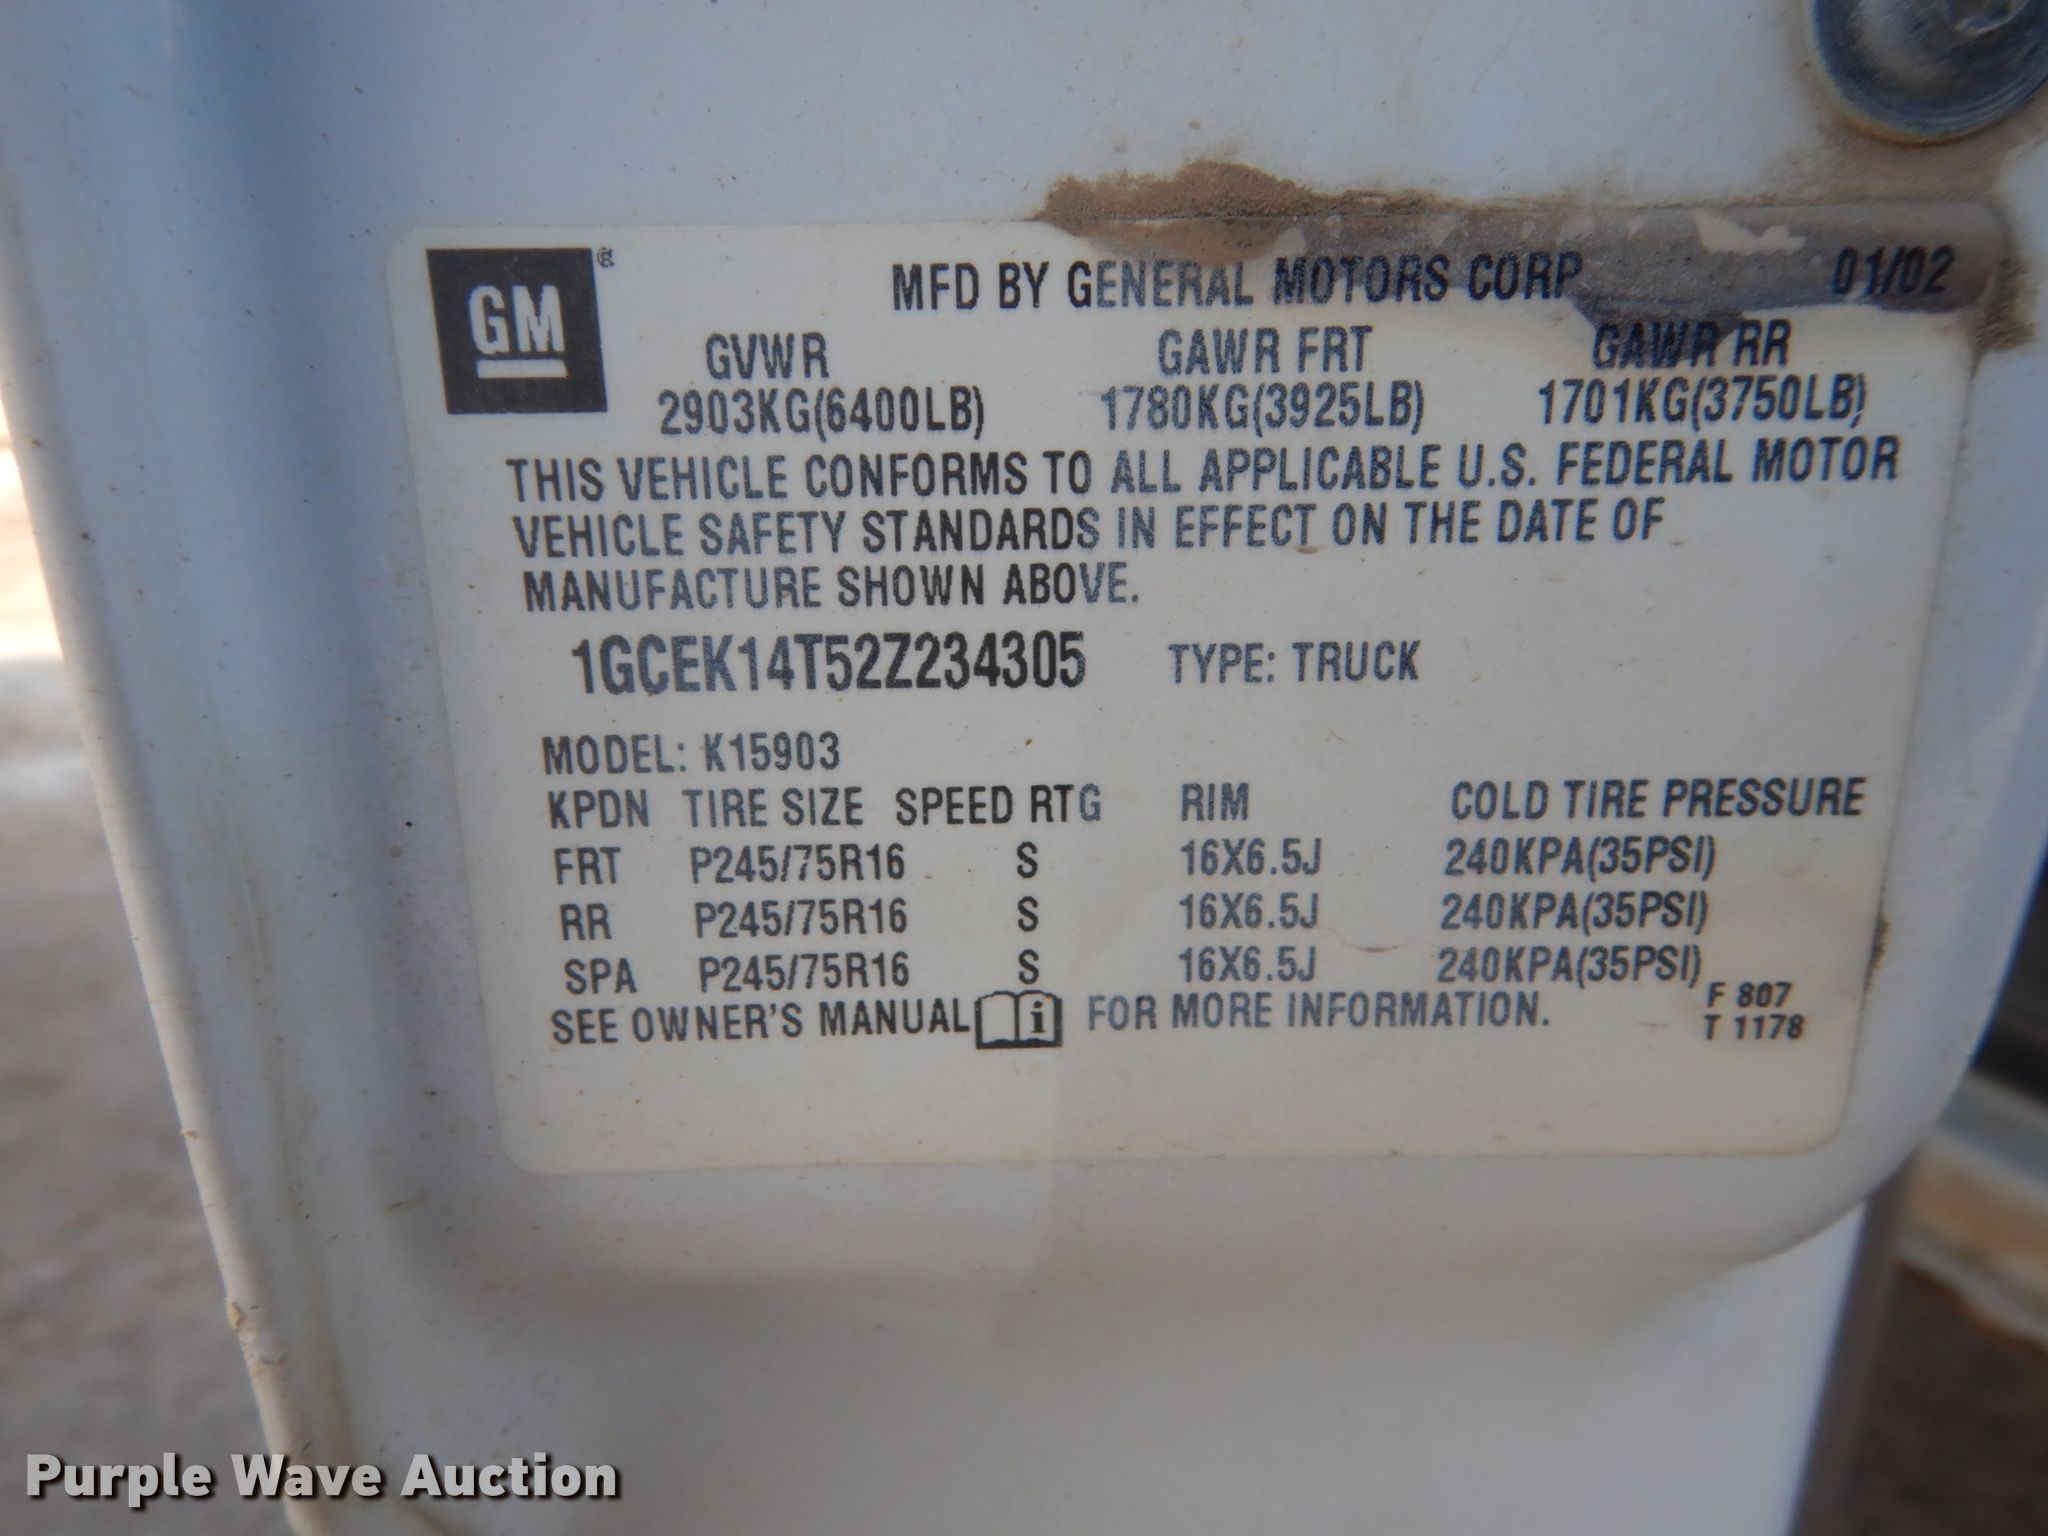 GM®
MFD BY GENERAL MOTORS CORP 01/02
GVWR GAWR FRT GAWR RR
2903KG(6400LB) 1780KG(3925LB) 1701KG(3750LB)
THIS VEHICLE CONFORMS TO ALL APPLICABLE U.S. FEDERAL MOTOR
VEHICLE SAFETY STANDARDS IN EFFECT ON THE DATE OF
MANUFACTURE SHOWN ABOVE.
1GCEK14T52Z234305 TYPE: TRUCK
MODEL: K15903
KPDN TIRE SIZE SPEED RTG RIM COLD TIRE PRESSURE
FRT P245/75R16 S 16X6.5J 240KPA(35PSI)
RR P245/75R16 S 16X6.5J 240KPA(35PSI)
SPA P245/75R16 S 16X6.5J 240KPA(35PSI)
SEE OWNER'S MANUAL i FOR MORE INFORMATION.
F 807
T 1178
Purple Wave Auction